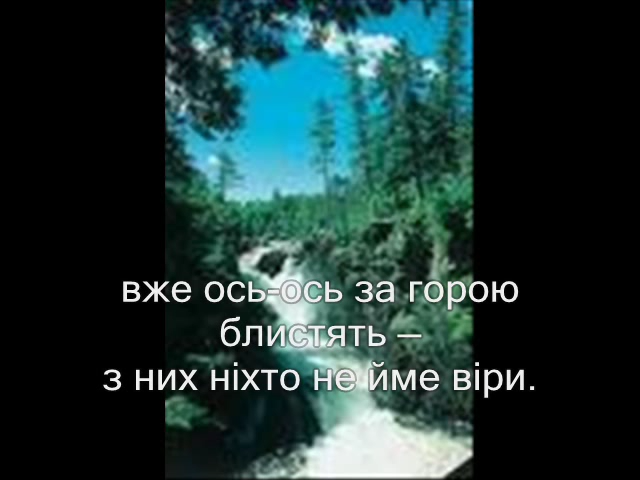 вже ось-ось за горою
блистять –
з них ніхто не йме віри.